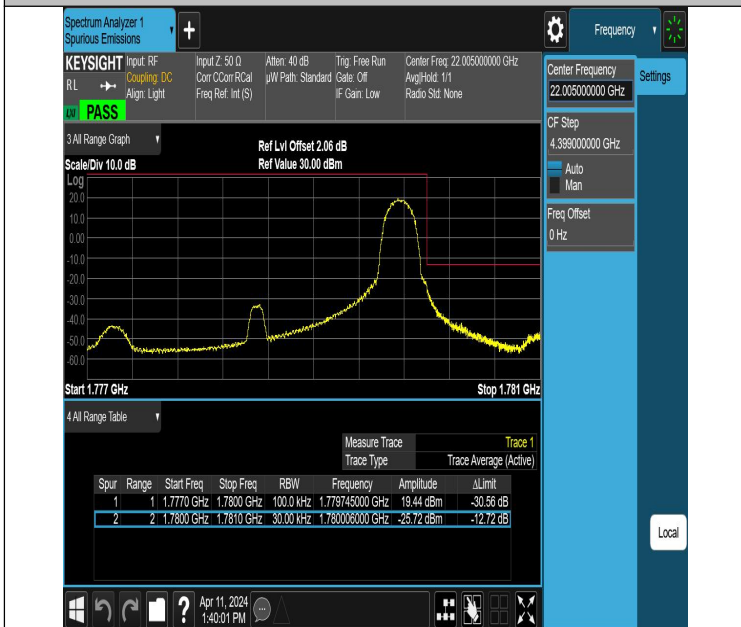 Spectrum Analyzer 1
Spurious Emissions
Frequency
KEYSIGHT
RL
PASS
Input: RF
Coupling: DC
Align: Light
Input Z: 50 Ω
Corr CCorr RCal
Freq Ref: Int (S)
Atten: 40 dB
µW Path: Standard
Trig: Free Run
Gate: Off
IF Gain: Low
Center Freq: 22.005000000 GHz
Avg|Hold: 1/1
Radio Std: None
Center Frequency
22.005000000 GHz
Settings
CF Step
4.399000000 GHz
Auto
Man
Freq Offset
0 Hz
3 All Range Graph
Scale/Div 10.0 dB
Ref Lvl Offset 2.06 dB
Ref Value 30.00 dBm
Log
20.0
10.0
0.00
-10.0
-20.0
-30.0
-40.0
-50.0
-60.0
Start 1.777 GHz
Stop 1.781 GHz
4 All Range Table
Measure Trace Trace 1
Trace Type Trace Average (Active)
Spur Range Start Freq Stop Freq RBW Frequency Amplitude ΔLimit
1 1 1.7770 GHz 1.7800 GHz 100.0 kHz 1.779745000 GHz 19.44 dBm -30.56 dB
2 2 1.7800 GHz 1.7810 GHz 30.00 kHz 1.780006000 GHz -25.72 dBm -12.72 dB
Local
Apr 11, 2024
1:40:01 PM